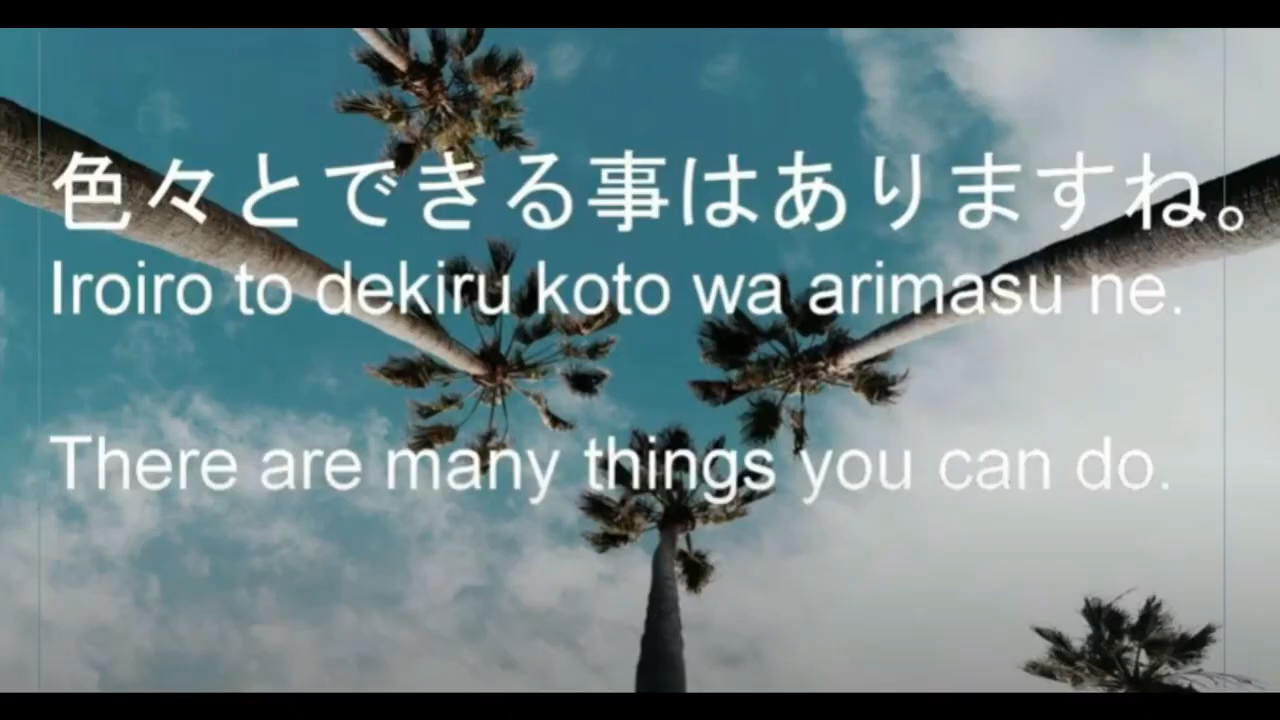 色々とできる事はありますね。
Iroiro to dekiru koto wa arimasu ne.
There are many things you can do.